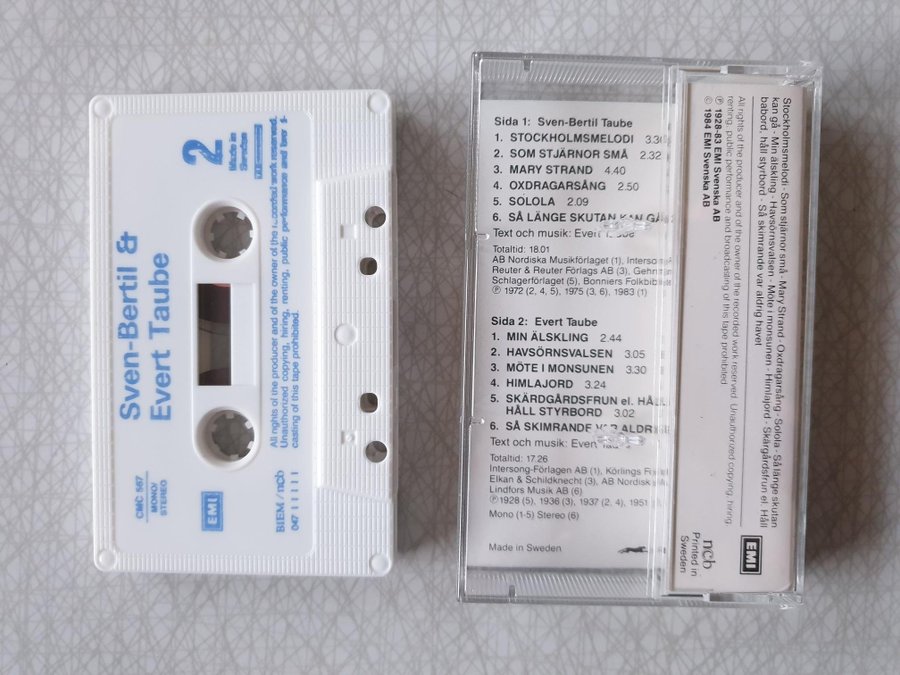 Sven-Bertil &
Evert Taube
2
Made in
Sweden
CMC 567
MONO/
STEREO
EMI
BIEM/ncb
047 1 1 1 1 1
All rights of the producer and of the owner of the recorded work reserved.
Unauthorized copying, hiring, renting, public performance and
casting of this tape prohibited.
Sida 1: Sven-Bertil Taube
1. STOCKHOLMSMELODI
2. SOM STJÄRNOR SMÅ 2.32
3. MARY STRAND 4.40
4. OXDRAGARSÅNG 2.50
5. SOLOLA 2.09
6. SÅ LÄNGE SKUTAN KAN GÅ
Text och musik: Evert
Totaltid: 18.01
AB Nordiska Musikförlaget (1),
Reuter & Reuter Förlags AB (3),
Schlagerförlaget (5), Bonniers
℗ 1972 (2, 4, 5), 1975 (3, 6), 1983 (1)
Sida 2: Evert Taube
1. MIN ÄLSKLING 2.44
2. HAVSÖRNSVALSEN 3.05
3. MÖTE I MONSUNEN 3.30
4. HIMLAJORD 3.24
5. SKÄRDGÅRDSFRUN el.
HÅLL STYRBORD 3.02
6. SÅ SKIMRANDE VAR ALDRIG
Text och musik:
Totaltid: 17.26
Intersong-Förlagen AB (1), Körlings
Elkan & Schildknecht (3), AB
Lindfors Musik AB (6)
℗ 1928 (5), 1936 (3), 1937 (2, 4), 1951
Mono (1-5) Stereo (6)
Made in Sweden
Stockholmsmelodi · Som stjärnor små · Mary Strand · Oxdragarsång · Solola · Så länge skutan
kan gå · Min älskling · Havsörnsvalsen · Möte i monsunen · Himlajord · Skärgårdsfrun el. Håll
babord, håll styrbord · Så skimrande var aldrig havet
All rights of the producer and of the owner of the recorded work reserved. Unauthorized copying, hiring,
renting, public performance and broadcasting of this tape prohibited.
℗ 1928-83 EMI Svenska AB
© 1984 EMI Svenska AB
EMI
ncb
Printed in
Sweden